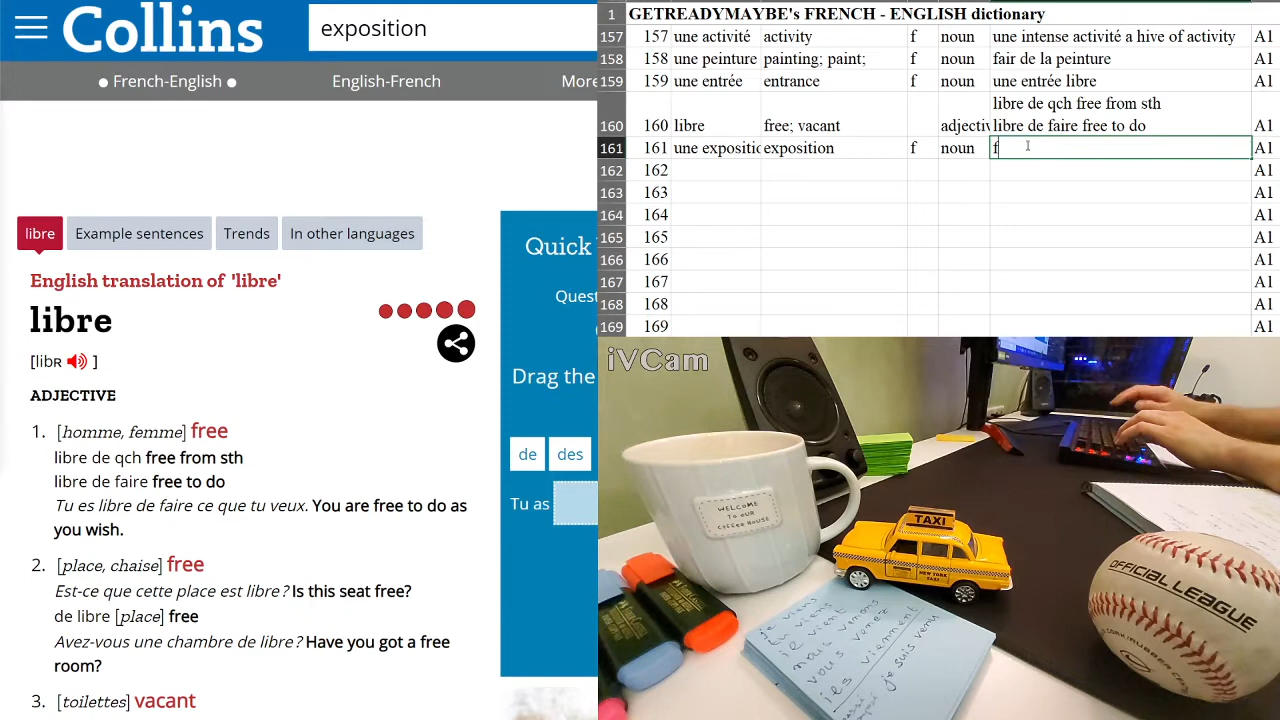 Collins
exposition
French-English
English-French
More
libre
Example sentences
Trends
In other languages
English translation of 'libre'
libre
[libR ]
ADJECTIVE
1. [homme, femme] free
libre de qch free from sth
libre de faire free to do
Tu es libre de faire ce que tu veux. You are free to do as
you wish.
2. [place, chaise] free
Est-ce que cette place est libre? Is this seat free?
de libre [place] free
Avez-vous une chambre de libre? Have you got a free
room?
3. [toilettes] vacant
Quick
Quest
Drag the
de des
Tu as
1 GETREADYMAYBE's FRENCH - ENGLISH dictionary
157 157 une activité activity f noun une intense activité a hive of activity A1
158 158 une peinture painting; paint; f noun fair de la peinture A1
159 159 une entrée entrance f noun une entrée libre A1
libre de qch free from sth
160 160 libre free; vacant adjectiv libre de faire free to do A1
161 161 une expositio exposition f noun f A1
162 162 A1
163 163 A1
164 164 A1
165 165 A1
166 166 A1
167 167 A1
168 168 A1
169 169 A1
iVCam
WELCOME
TO OUR
COFFEE HOUSE
TAXI
NEW YORK
TAXI
OFFICIAL LEAGUE
CORK/RUBBER
je viens
tu viens
il vient
nous venons
vous venez
ils viennent
je suis venu